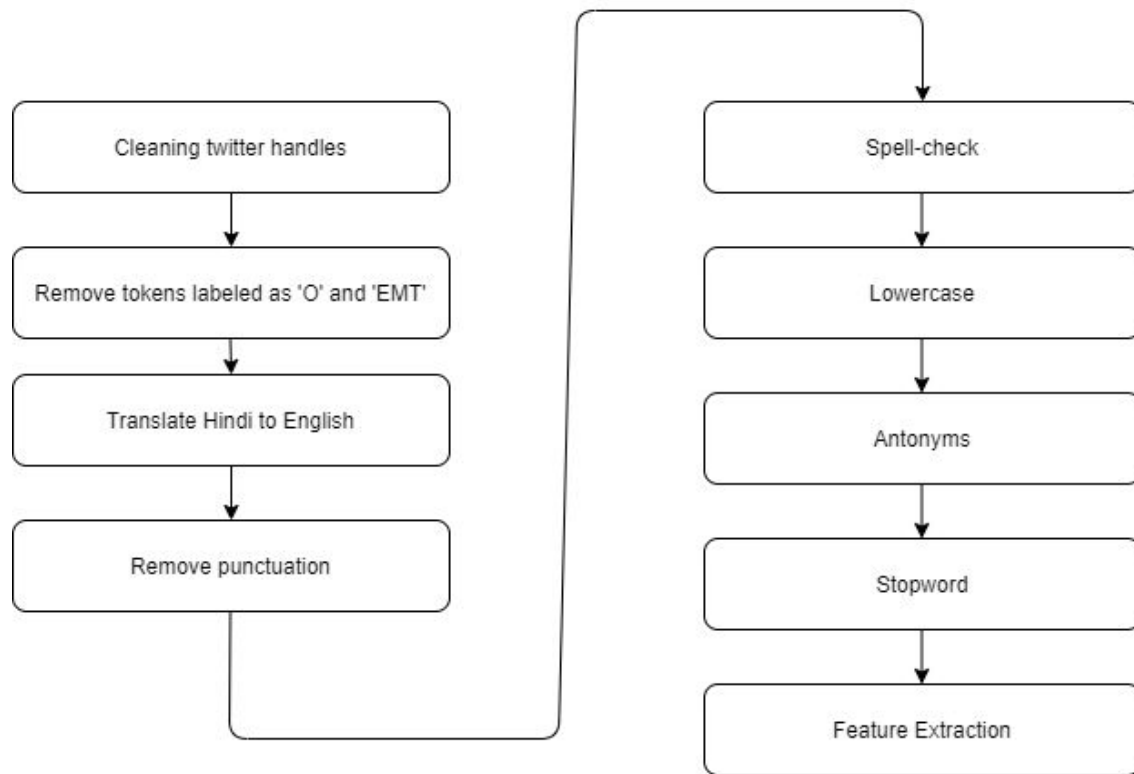 Cleaning twitter handles
Remove tokens labeled as 'O' and 'EMT'
Translate Hindi to English
Remove punctuation
Spell-check
Lowercase
Antonyms
Stopword
Feature Extraction